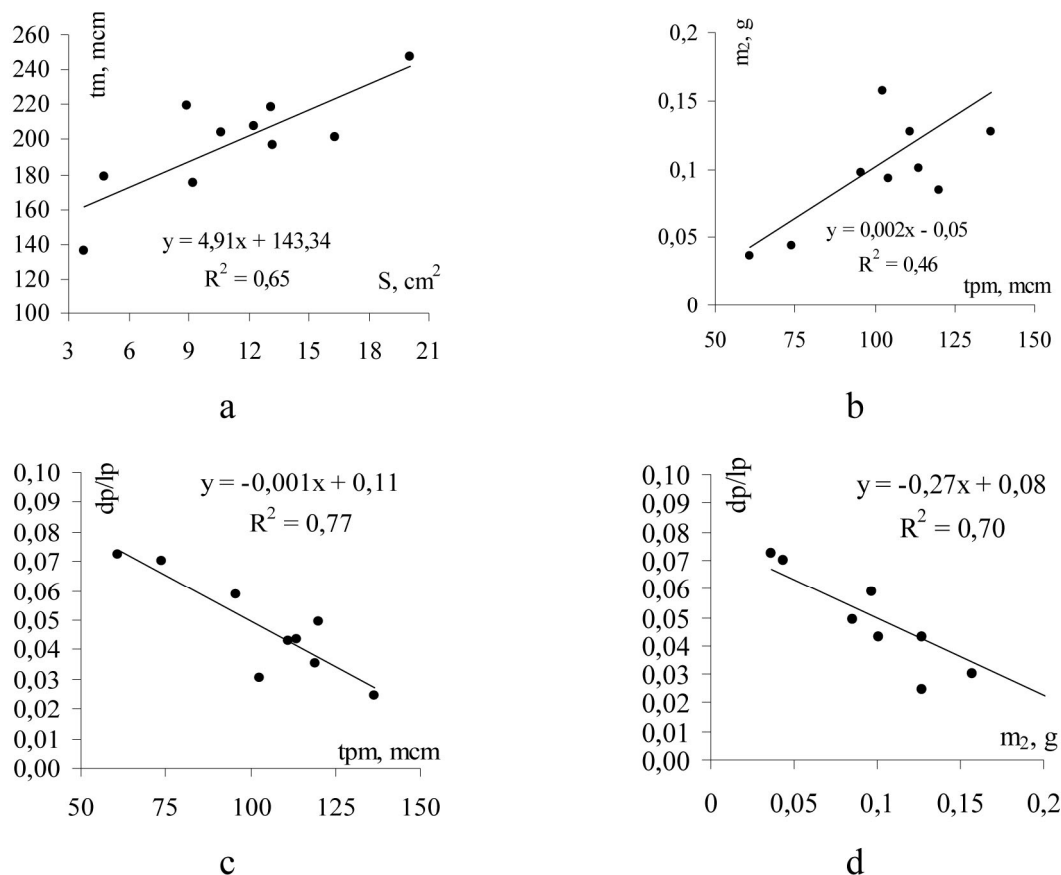 tm, mcm
260
240
220
200
180
160
140
120
100
y = 4,91x + 143,34
R² = 0,65
S, cm²
3 6 9 12 15 18 21
a
m₂, g
0,2
0,15
0,1
0,05
0
y = 0,002x - 0,05
R² = 0,46
tpm, mcm
50 75 100 125 150
b
dp/lp
0,10
0,09
0,08
0,07
0,06
0,05
0,04
0,03
0,02
0,01
0,00
y = -0,001x + 0,11
R² = 0,77
tpm, mcm
50 75 100 125 150
c
dp/lp
0,10
0,09
0,08
0,07
0,06
0,05
0,04
0,03
0,02
0,01
0,00
y = -0,27x + 0,08
R² = 0,70
m₂, g
0 0,05 0,1 0,15 0,2
d